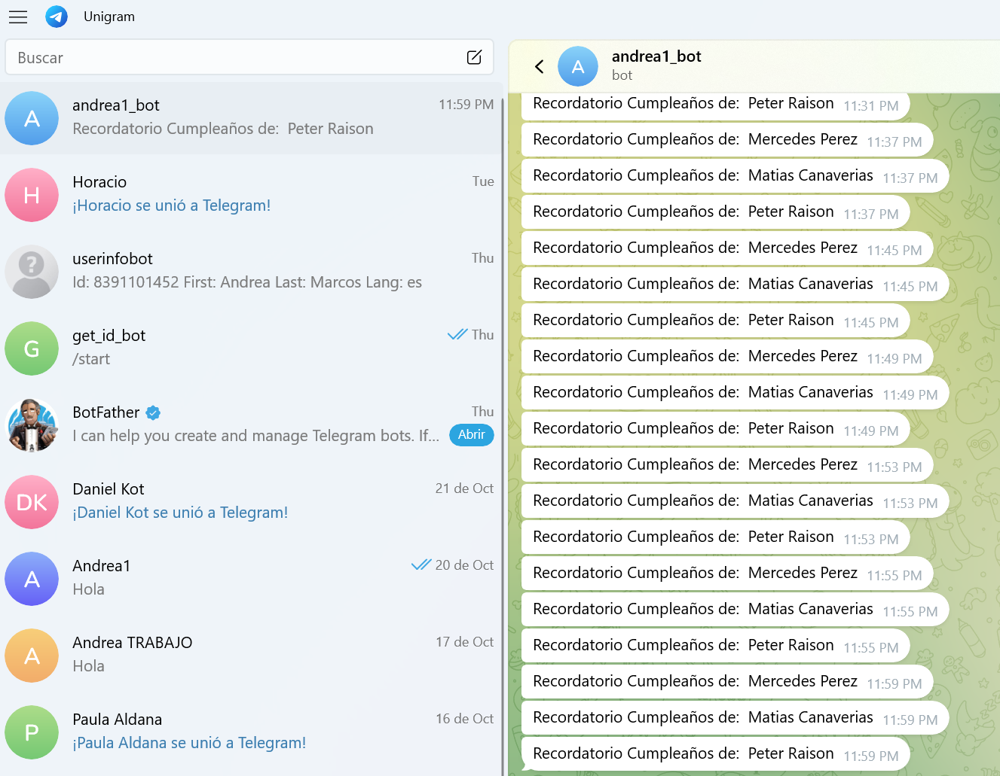 Unigram
Buscar
andrea1_bot 11:59 PM
Recordatorio Cumpleaños de:  Peter Raison
Horacio Tue
¡Horacio se unió a Telegram!
userinfobot Thu
Id: 8391101452 First: Andrea Last: Marcos Lang: es
get_id_bot Thu
/start
BotFather Thu
I can help you create and manage Telegram bots. If... Abrir
Daniel Kot 21 de Oct
¡Daniel Kot se unió a Telegram!
Andrea1 20 de Oct
Hola
Andrea TRABAJO 17 de Oct
Hola
Paula Aldana 16 de Oct
¡Paula Aldana se unió a Telegram!
A
H
G
DK
A
A
P
A
andrea1_bot
bot
Recordatorio Cumpleaños de:  Peter Raison 11:31 PM
Recordatorio Cumpleaños de:  Mercedes Perez 11:37 PM
Recordatorio Cumpleaños de:  Matias Canaverias 11:37 PM
Recordatorio Cumpleaños de:  Peter Raison 11:37 PM
Recordatorio Cumpleaños de:  Mercedes Perez 11:45 PM
Recordatorio Cumpleaños de:  Matias Canaverias 11:45 PM
Recordatorio Cumpleaños de:  Peter Raison 11:45 PM
Recordatorio Cumpleaños de:  Mercedes Perez 11:49 PM
Recordatorio Cumpleaños de:  Matias Canaverias 11:49 PM
Recordatorio Cumpleaños de:  Peter Raison 11:49 PM
Recordatorio Cumpleaños de:  Mercedes Perez 11:53 PM
Recordatorio Cumpleaños de:  Matias Canaverias 11:53 PM
Recordatorio Cumpleaños de:  Peter Raison 11:53 PM
Recordatorio Cumpleaños de:  Mercedes Perez 11:55 PM
Recordatorio Cumpleaños de:  Matias Canaverias 11:55 PM
Recordatorio Cumpleaños de:  Peter Raison 11:55 PM
Recordatorio Cumpleaños de:  Mercedes Perez 11:59 PM
Recordatorio Cumpleaños de:  Matias Canaverias 11:59 PM
Recordatorio Cumpleaños de:  Peter Raison 11:59 PM